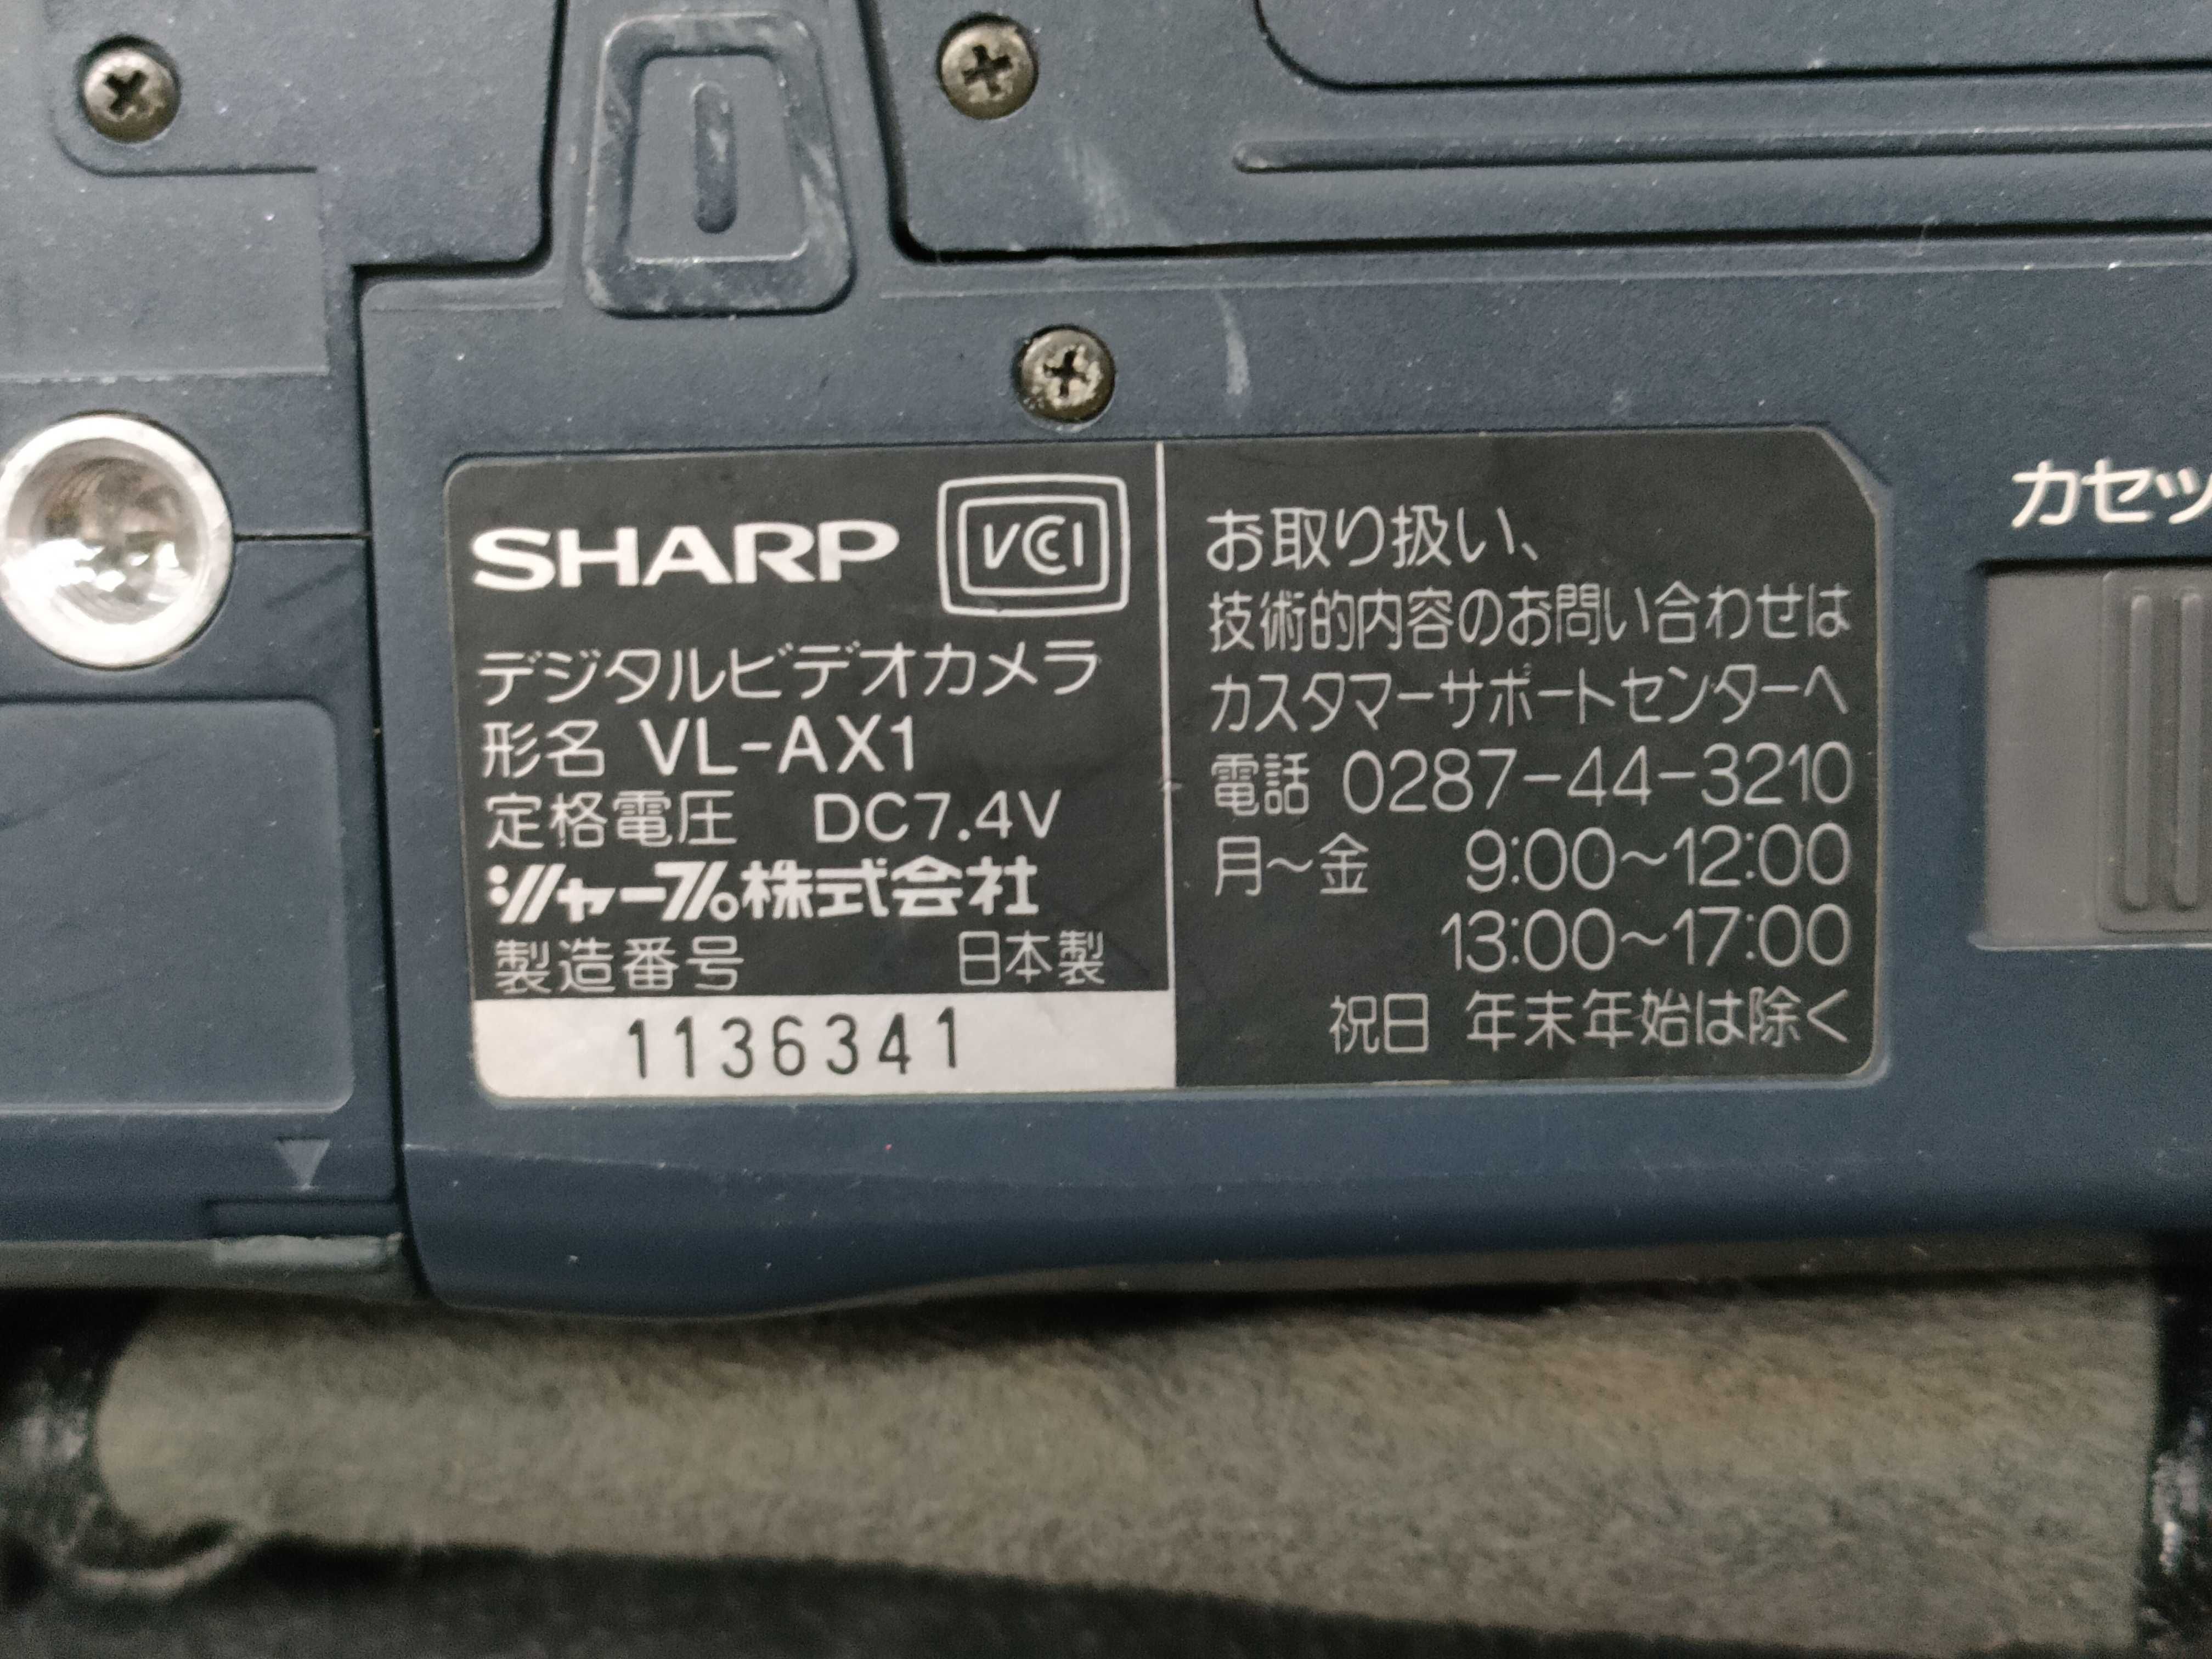 SHARP VCCI
デジタルビデオカメラ
形名 VL-AX1
定格電圧 DC7.4V
シャープ株式会社
製造番号 日本製
1136341
お取り扱い、
技術的内容のお問い合わせは
カスタマーサポートセンターへ
電話 0287-44-3210
月～金 9:00～12:00
13:00～17:00
祝日 年末年始は除く
カセッ